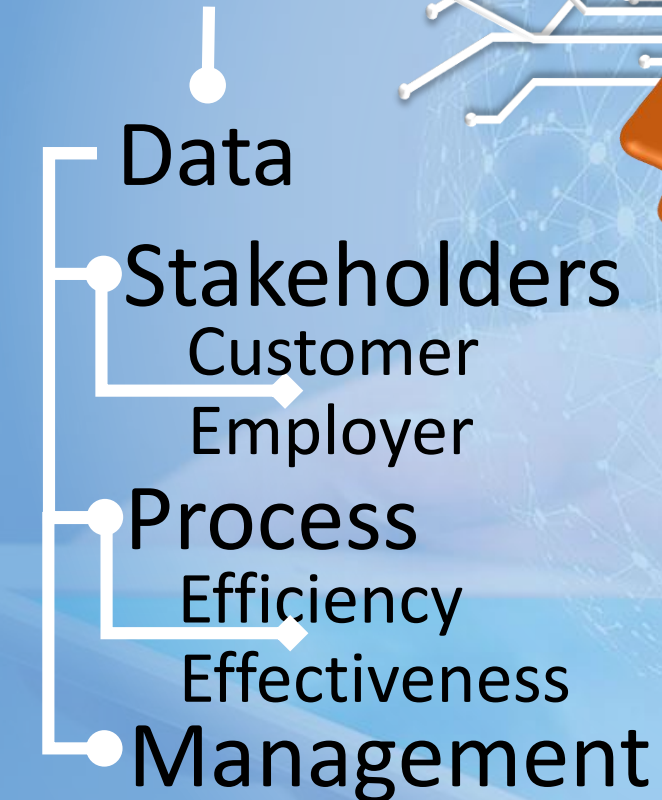 Data
Stakeholders
Customer
Employer
Process
Efficiency
Effectiveness
Management